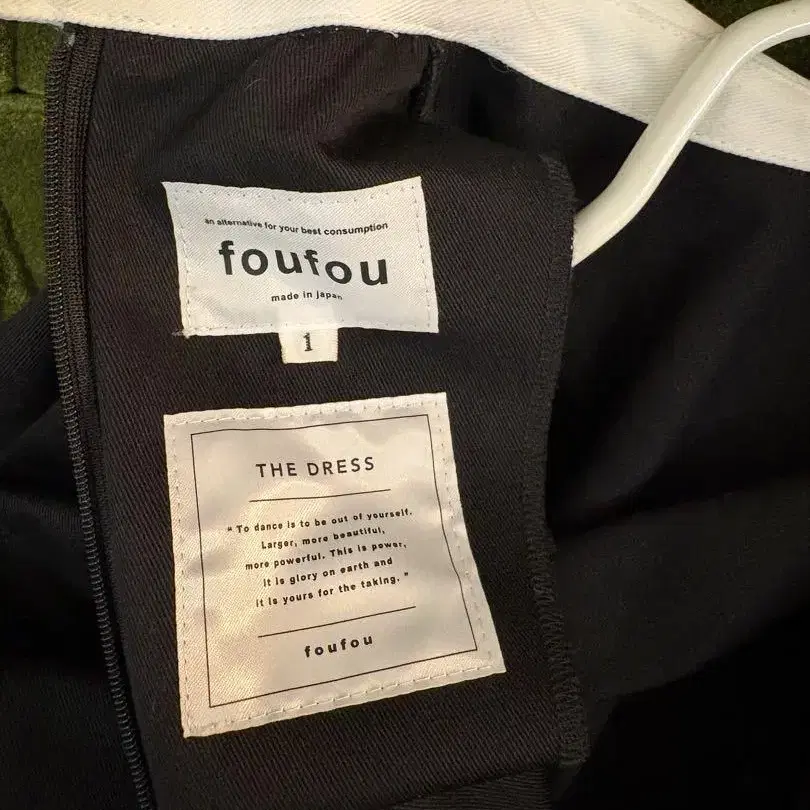 an alternative for your best consumption
foufou
made in japan
1
THE DRESS
" To dance is to be out of yourself.
Larger, more beautiful,
more powerful. This is power,
it is glory on earth and
it is yours for the taking. "
foufou